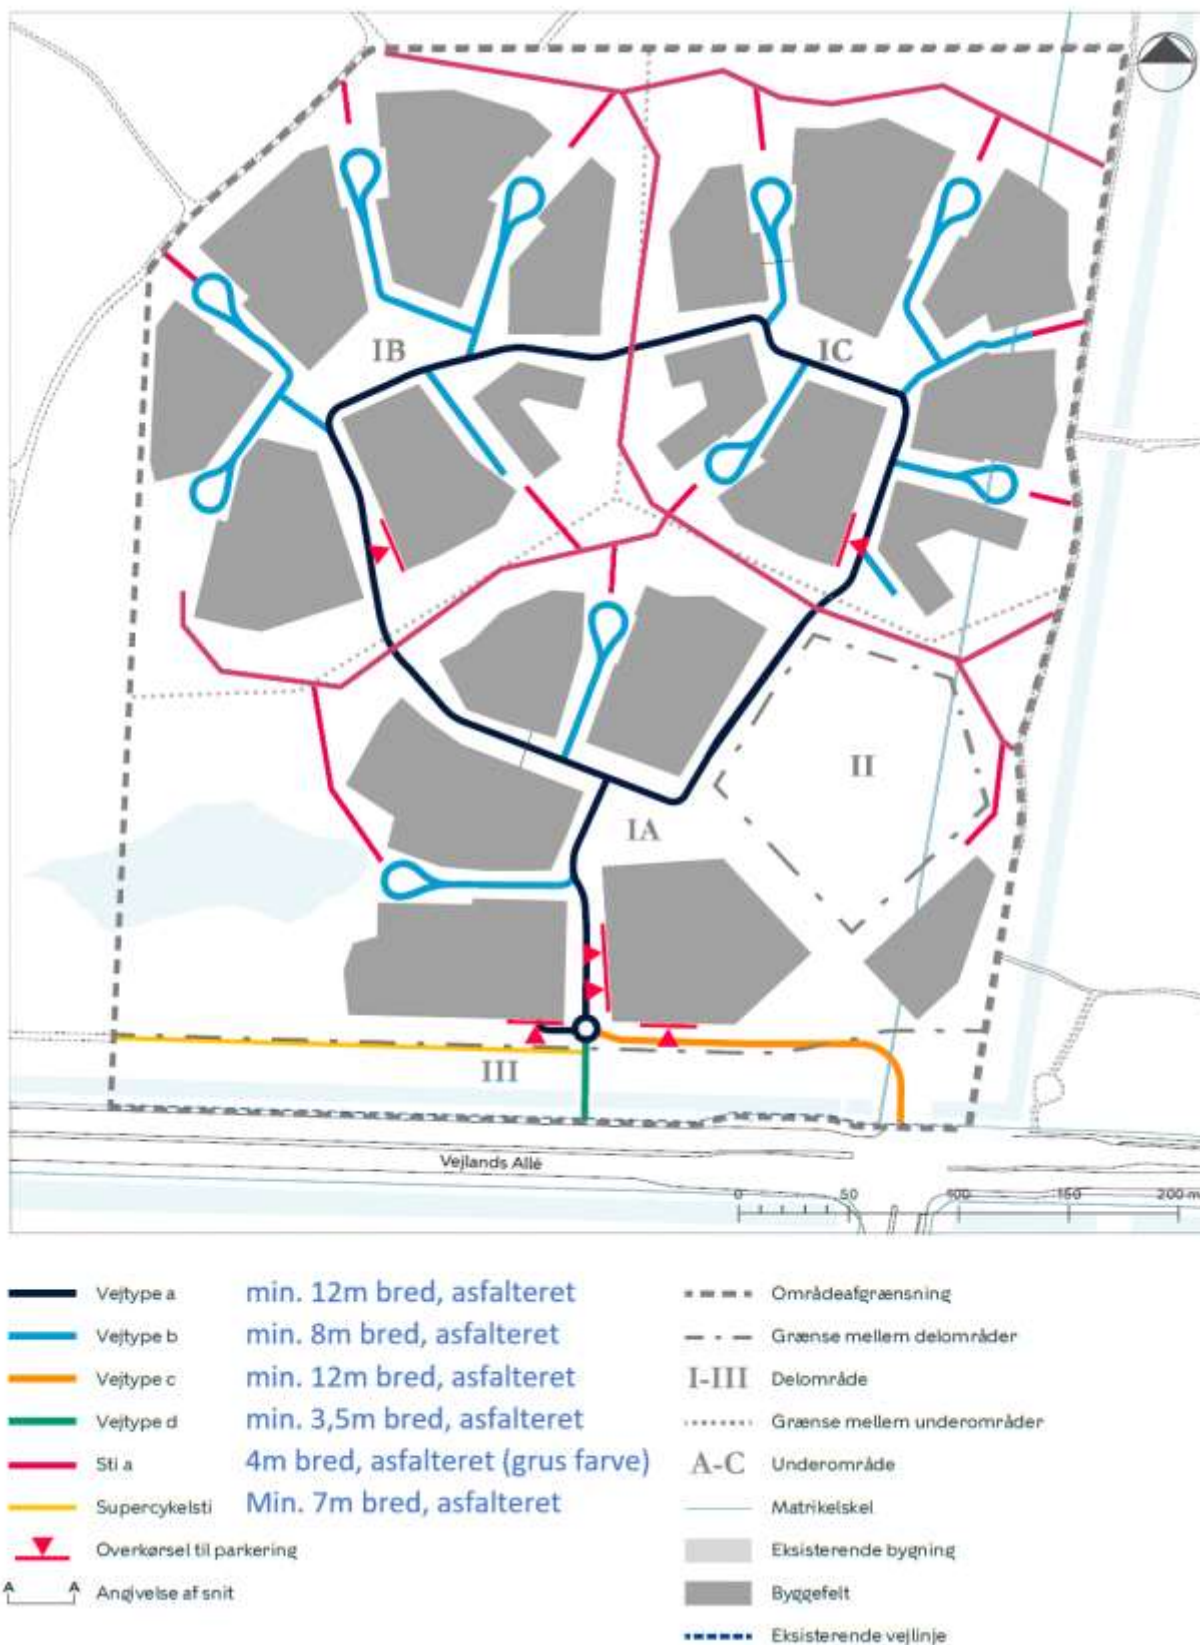 IB
IC
II
IA
III
Vejlands Allé
0 50 100 150 200 m
Vejtype a min. 12m bred, asfalteret
Vejtype b min. 8m bred, asfalteret
Vejtype c min. 12m bred, asfalteret
Vejtype d min. 3,5m bred, asfalteret
Sti a 4m bred, asfalteret (grus farve)
Supercykelsti Min. 7m bred, asfalteret
Overkørsel til parkering
A A Angivelse af snit
Områdeafgrænsning
Grænse mellem delområder
I-III Delområde
Grænse mellem underområder
A-C Underområde
Matrikelskel
Eksisterende bygning
Byggefelt
Eksisterende vejlinje